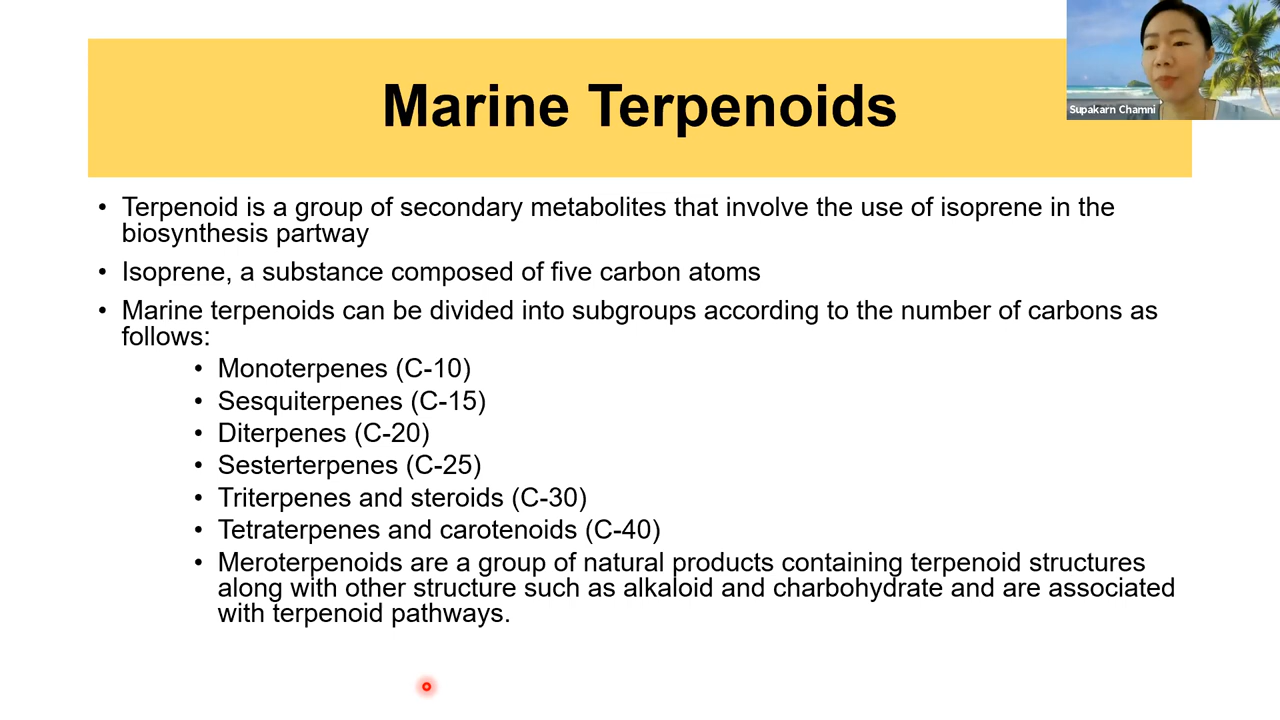 Marine Terpenoids
Supakarn Chamni
• Terpenoid is a group of secondary metabolites that involve the use of isoprene in the
biosynthesis partway
• Isoprene, a substance composed of five carbon atoms
• Marine terpenoids can be divided into subgroups according to the number of carbons as
follows:
• Monoterpenes (C-10)
• Sesquiterpenes (C-15)
• Diterpenes (C-20)
• Sesterterpenes (C-25)
• Triterpenes and steroids (C-30)
• Tetraterpenes and carotenoids (C-40)
• Meroterpenoids are a group of natural products containing terpenoid structures
along with other structure such as alkaloid and charbohydrate and are associated
with terpenoid pathways.